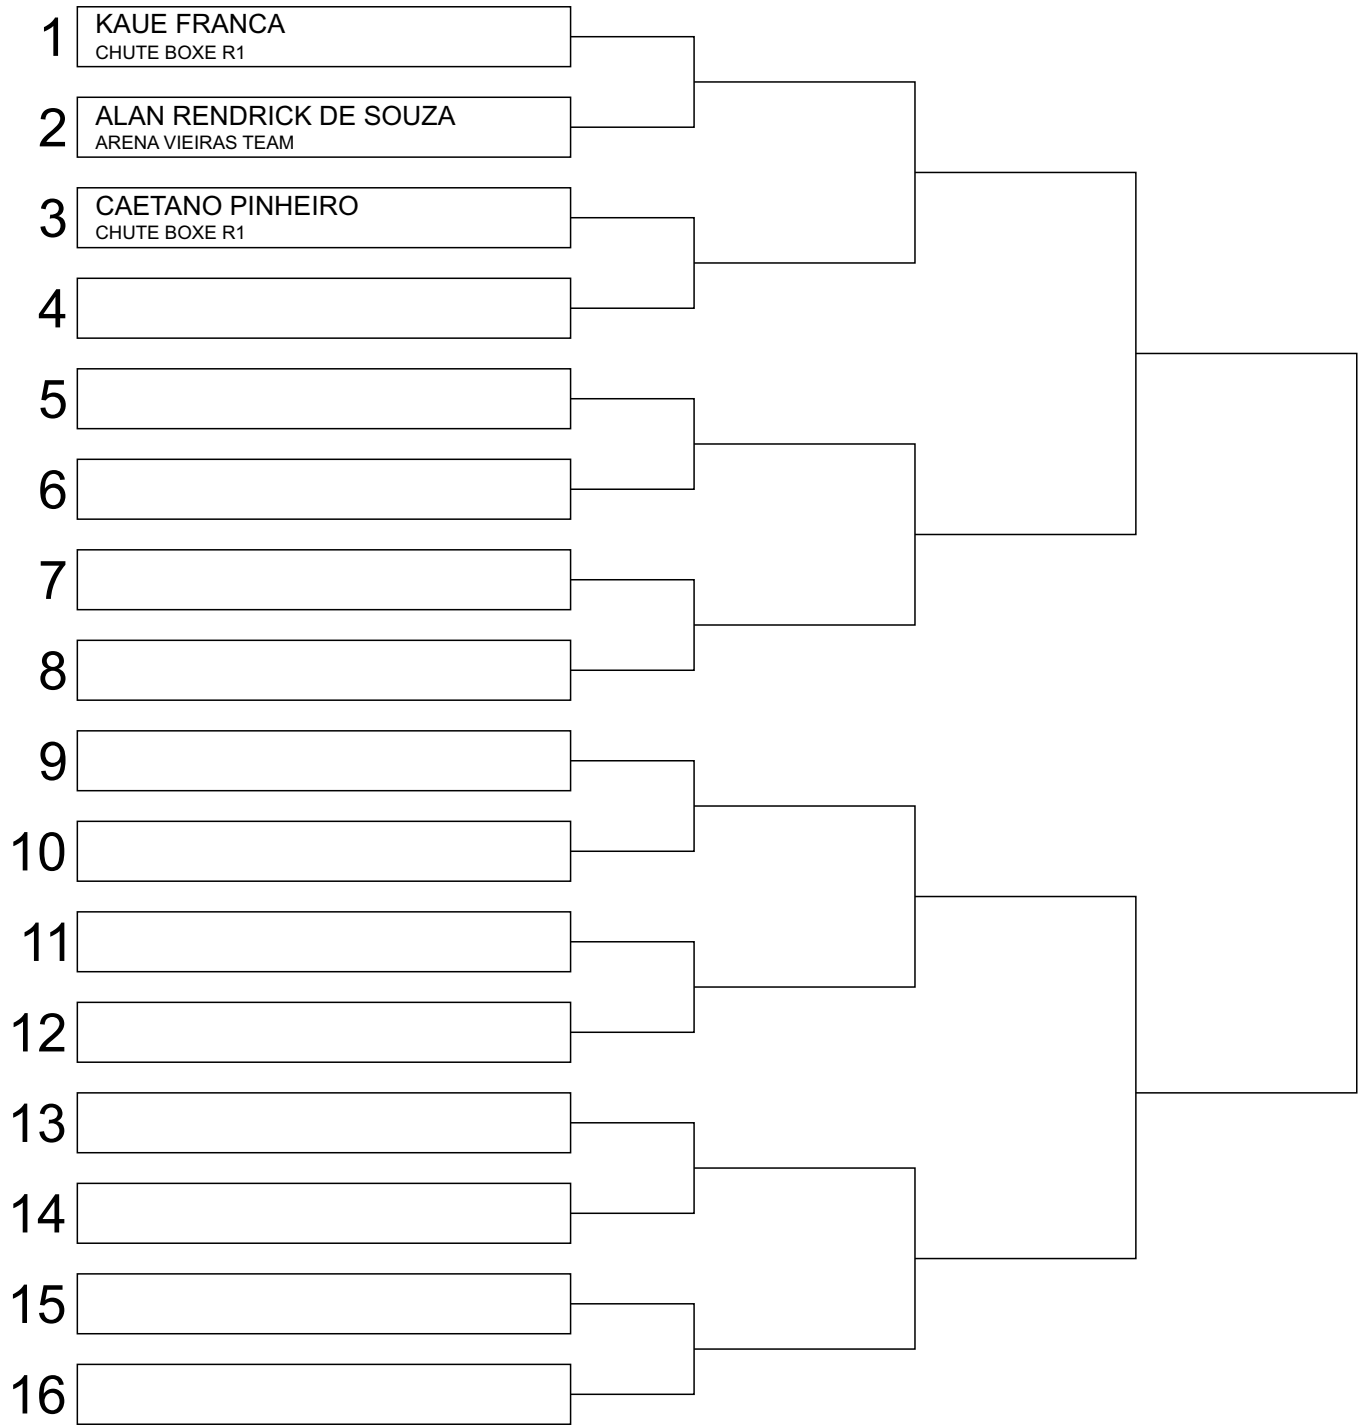 1
KAUE FRANCA
CHUTE BOXE R1
2
ALAN RENDRICK DE SOUZA
ARENA VIEIRAS TEAM
3
CAETANO PINHEIRO
CHUTE BOXE R1
4
5
6
7
8
9
10
11
12
13
14
15
16